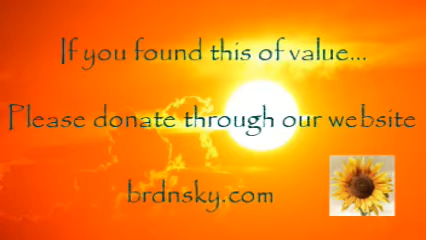 If you found this of value...
Please donate through our website
brdnsky.com